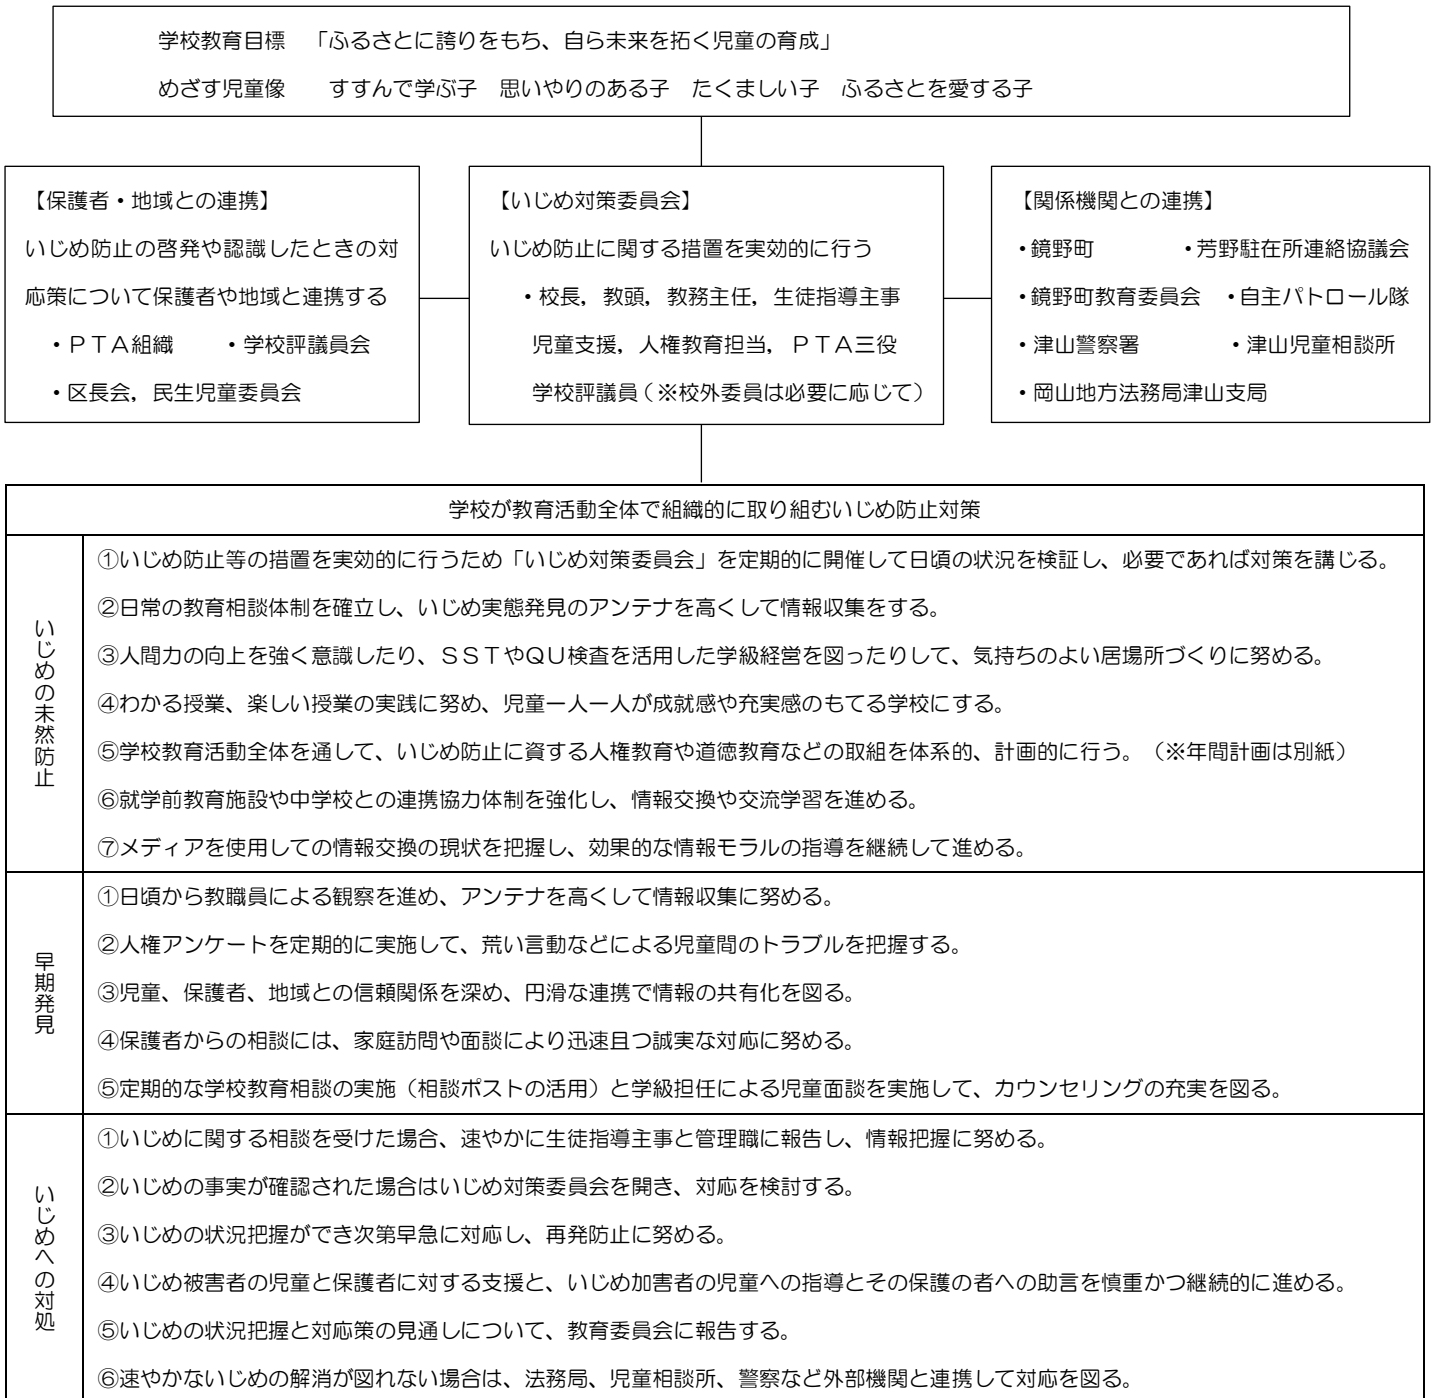 学校教育目標　「ふるさとに誇りをもち、自ら未来を拓く児童の育成」
めざす児童像　　すすんで学ぶ子　思いやりのある子　たくましい子　ふるさとを愛する子
【保護者・地域との連携】
いじめ防止の啓発や認識したときの対
応策について保護者や地域と連携する
・ＰＴＡ組織　　・学校評議員会
・区長会，民生児童委員会
【いじめ対策委員会】
いじめ防止に関する措置を実効的に行う
・校長，教頭，教務主任，生徒指導主事
児童支援，人権教育担当，ＰＴＡ三役
学校評議員（※校外委員は必要に応じて）
【関係機関との連携】
・鏡野町　　　　・芳野駐在所連絡協議会
・鏡野町教育委員会　・自主パトロール隊
・津山警察署　　　　・津山児童相談所
・岡山地方法務局津山支局
学校が教育活動全体で組織的に取り組むいじめ防止対策
いじめの未然防止
①いじめ防止等の措置を実効的に行うため「いじめ対策委員会」を定期的に開催して日頃の状況を検証し、必要であれば対策を講じる。
②日常の教育相談体制を確立し、いじめ実態発見のアンテナを高くして情報収集をする。
③人間力の向上を強く意識したり、ＳＳＴやＱＵ検査を活用した学級経営を図ったりして、気持ちのよい居場所づくりに努める。
④わかる授業、楽しい授業の実践に努め、児童一人一人が成就感や充実感のもてる学校にする。
⑤学校教育活動全体を通して、いじめ防止に資する人権教育や道徳教育などの取組を体系的、計画的に行う。（※年間計画は別紙）
⑥就学前教育施設や中学校との連携協力体制を強化し、情報交換や交流学習を進める。
⑦メディアを使用しての情報交換の現状を把握し、効果的な情報モラルの指導を継続して進める。
早期発見
①日頃から教職員による観察を進め、アンテナを高くして情報収集に努める。
②人権アンケートを定期的に実施して、荒い言動などによる児童間のトラブルを把握する。
③児童、保護者、地域との信頼関係を深め、円滑な連携で情報の共有化を図る。
④保護者からの相談には、家庭訪問や面談により迅速且つ誠実な対応に努める。
⑤定期的な学校教育相談の実施（相談ポストの活用）と学級担任による児童面談を実施して、カウンセリングの充実を図る。
いじめへの対処
①いじめに関する相談を受けた場合、速やかに生徒指導主事と管理職に報告し、情報把握に努める。
②いじめの事実が確認された場合はいじめ対策委員会を開き、対応を検討する。
③いじめの状況把握ができ次第早急に対応し、再発防止に努める。
④いじめ被害者の児童と保護者に対する支援と、いじめ加害者の児童への指導とその保護の者への助言を慎重かつ継続的に進める。
⑤いじめの状況把握と対応策の見通しについて、教育委員会に報告する。
⑥速やかないじめの解消が図れない場合は、法務局、児童相談所、警察など外部機関と連携して対応を図る。